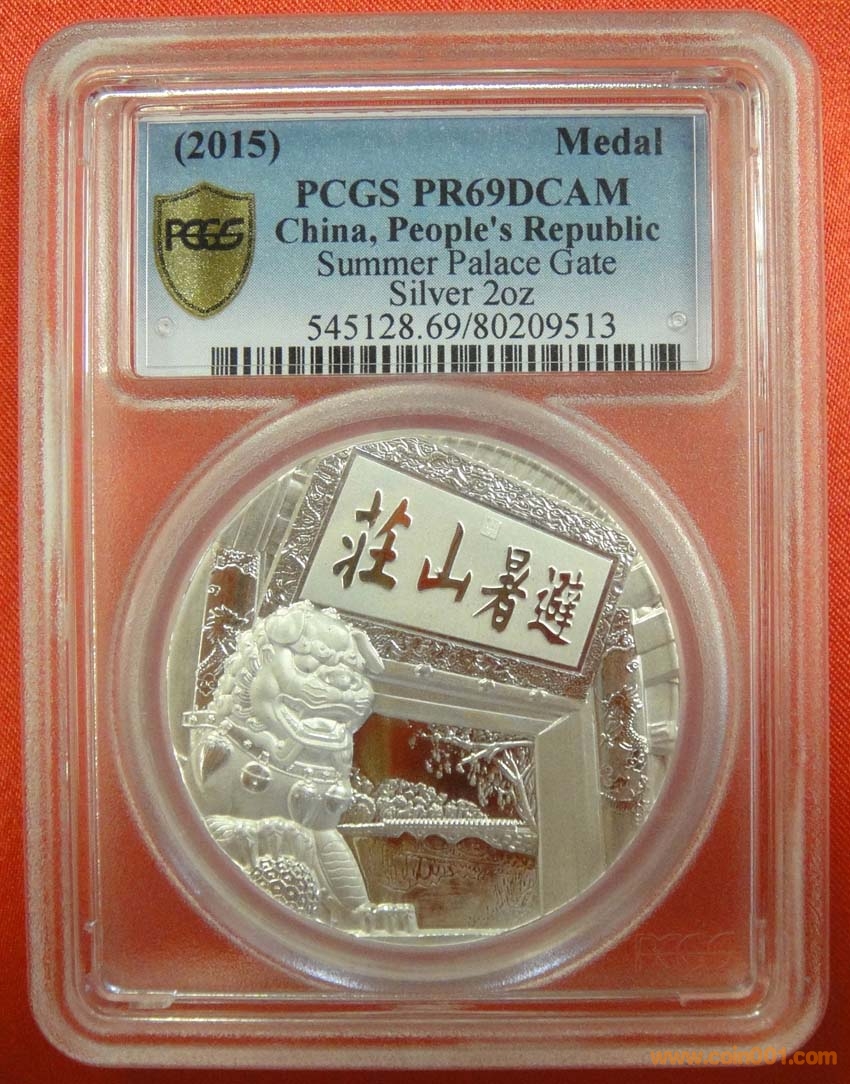 (2015) Medal
PCGS PR69DCAM
PCGS
China, People's Republic
Summer Palace Gate
Silver 2oz
545128.69/80209513
避暑山莊
PCGS
www.coin001.com